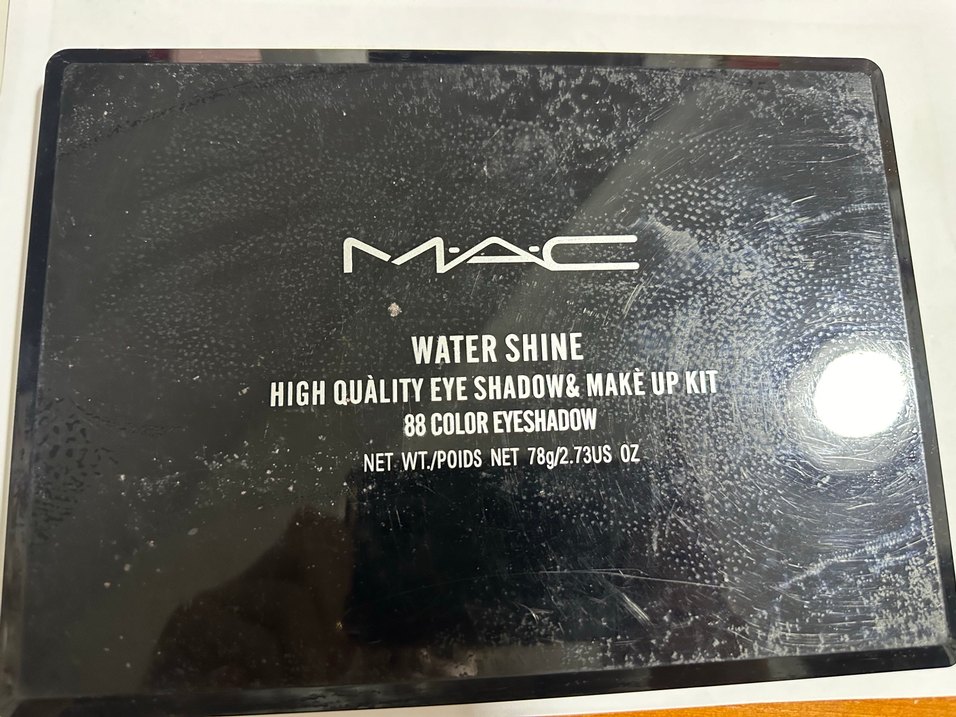 M·A·C
WATER SHINE
HIGH QUÀLITY EYE SHADOW& MAKÈ UP KIT
88 COLOR EYESHADOW
NET WT./POIDS NET 78g/2.73US OZ